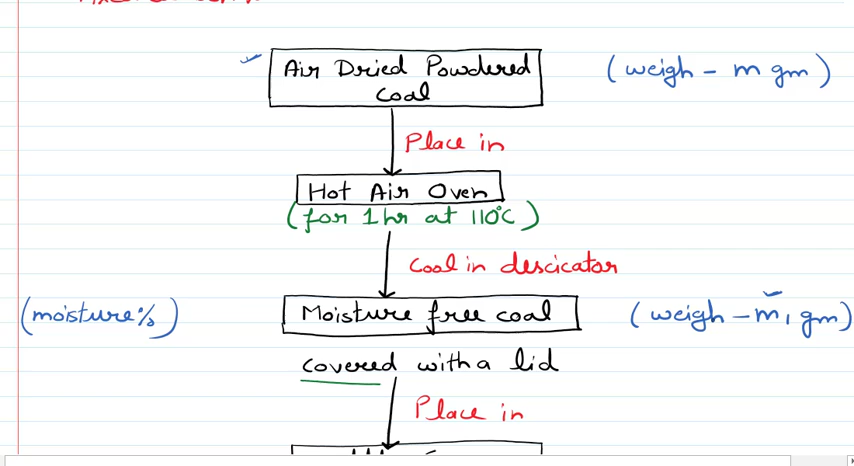 Air Dried Powdered
coal
(weigh - m gm)
Place in
Hot Air Oven
(for 1 hr at 110°C)
Cool in descicator
(moisture%)
Moisture free coal
(weigh - m₁ gm)
covered with a lid
Place in